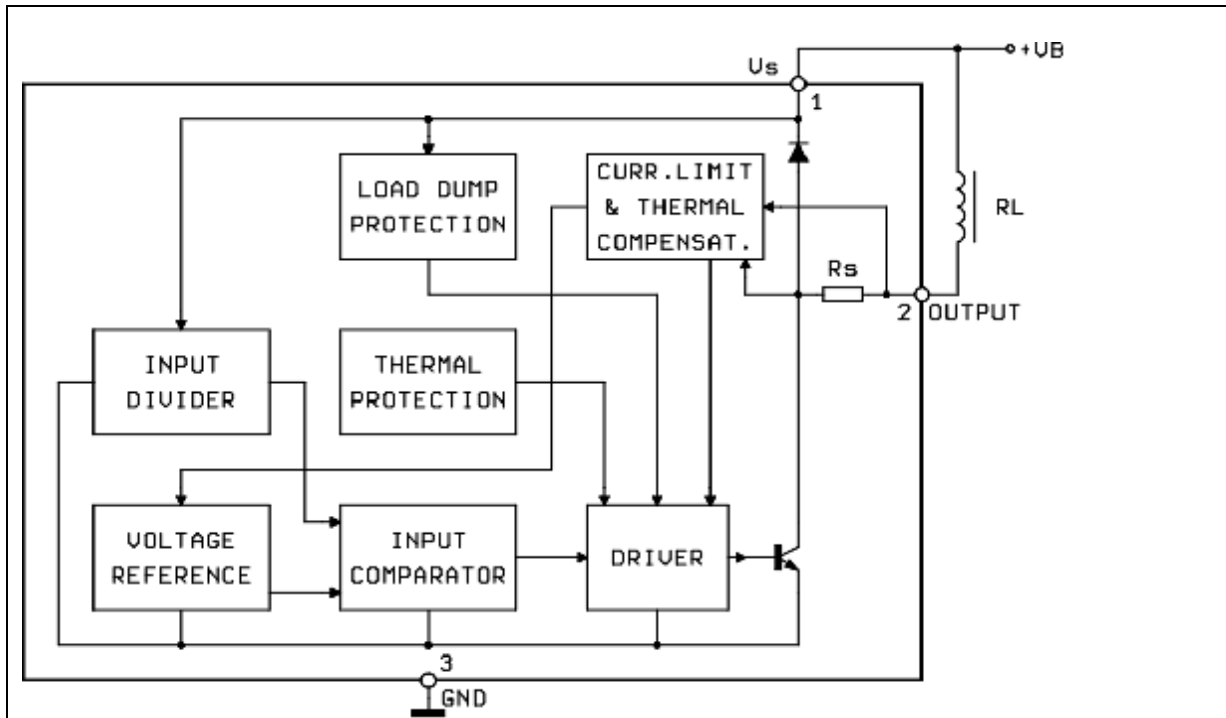 +VB
Vs
1
CURR.LIMIT
& THERMAL
COMPENSAT.
LOAD DUMP
PROTECTION
RL
Rs
2 OUTPUT
INPUT
DIVIDER
THERMAL
PROTECTION
VOLTAGE
REFERENCE
INPUT
COMPARATOR
DRIVER
3
GND